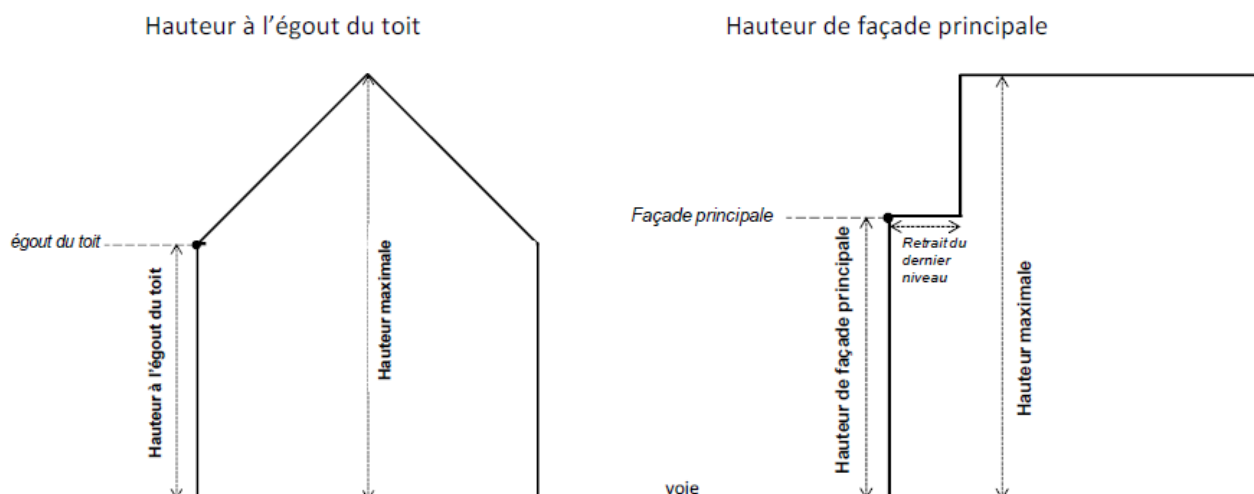 Hauteur à l'égout du toit
égout du toit
Hauteur à l'égout du toit
Hauteur maximale
Hauteur de façade principale
Façade principale
Retrait du
dernier
niveau
Hauteur de façade principale
Hauteur maximale
voie